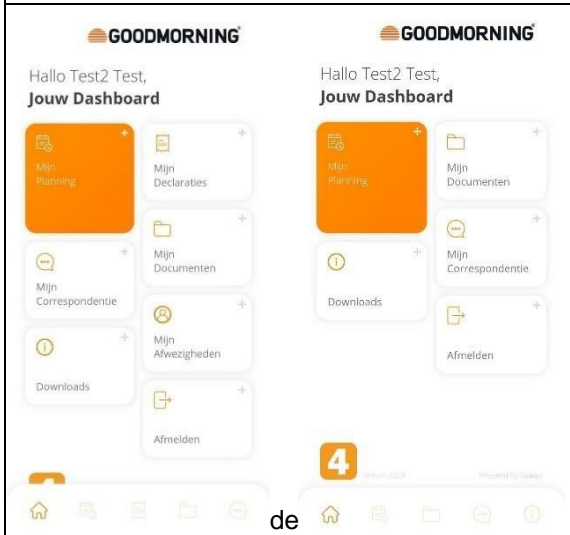 GOODMORNING
Hallo Test2 Test,
Jouw Dashboard
Mijn
Planning
Mijn
Declaraties
Mijn
Documenten
Mijn
Correspondentie
Mijn
Afwezigheden
Downloads
Afmelden
de
GOODMORNING
Hallo Test2 Test,
Jouw Dashboard
Mijn
Planning
Mijn
Documenten
Mijn
Correspondentie
Downloads
Afmelden
4